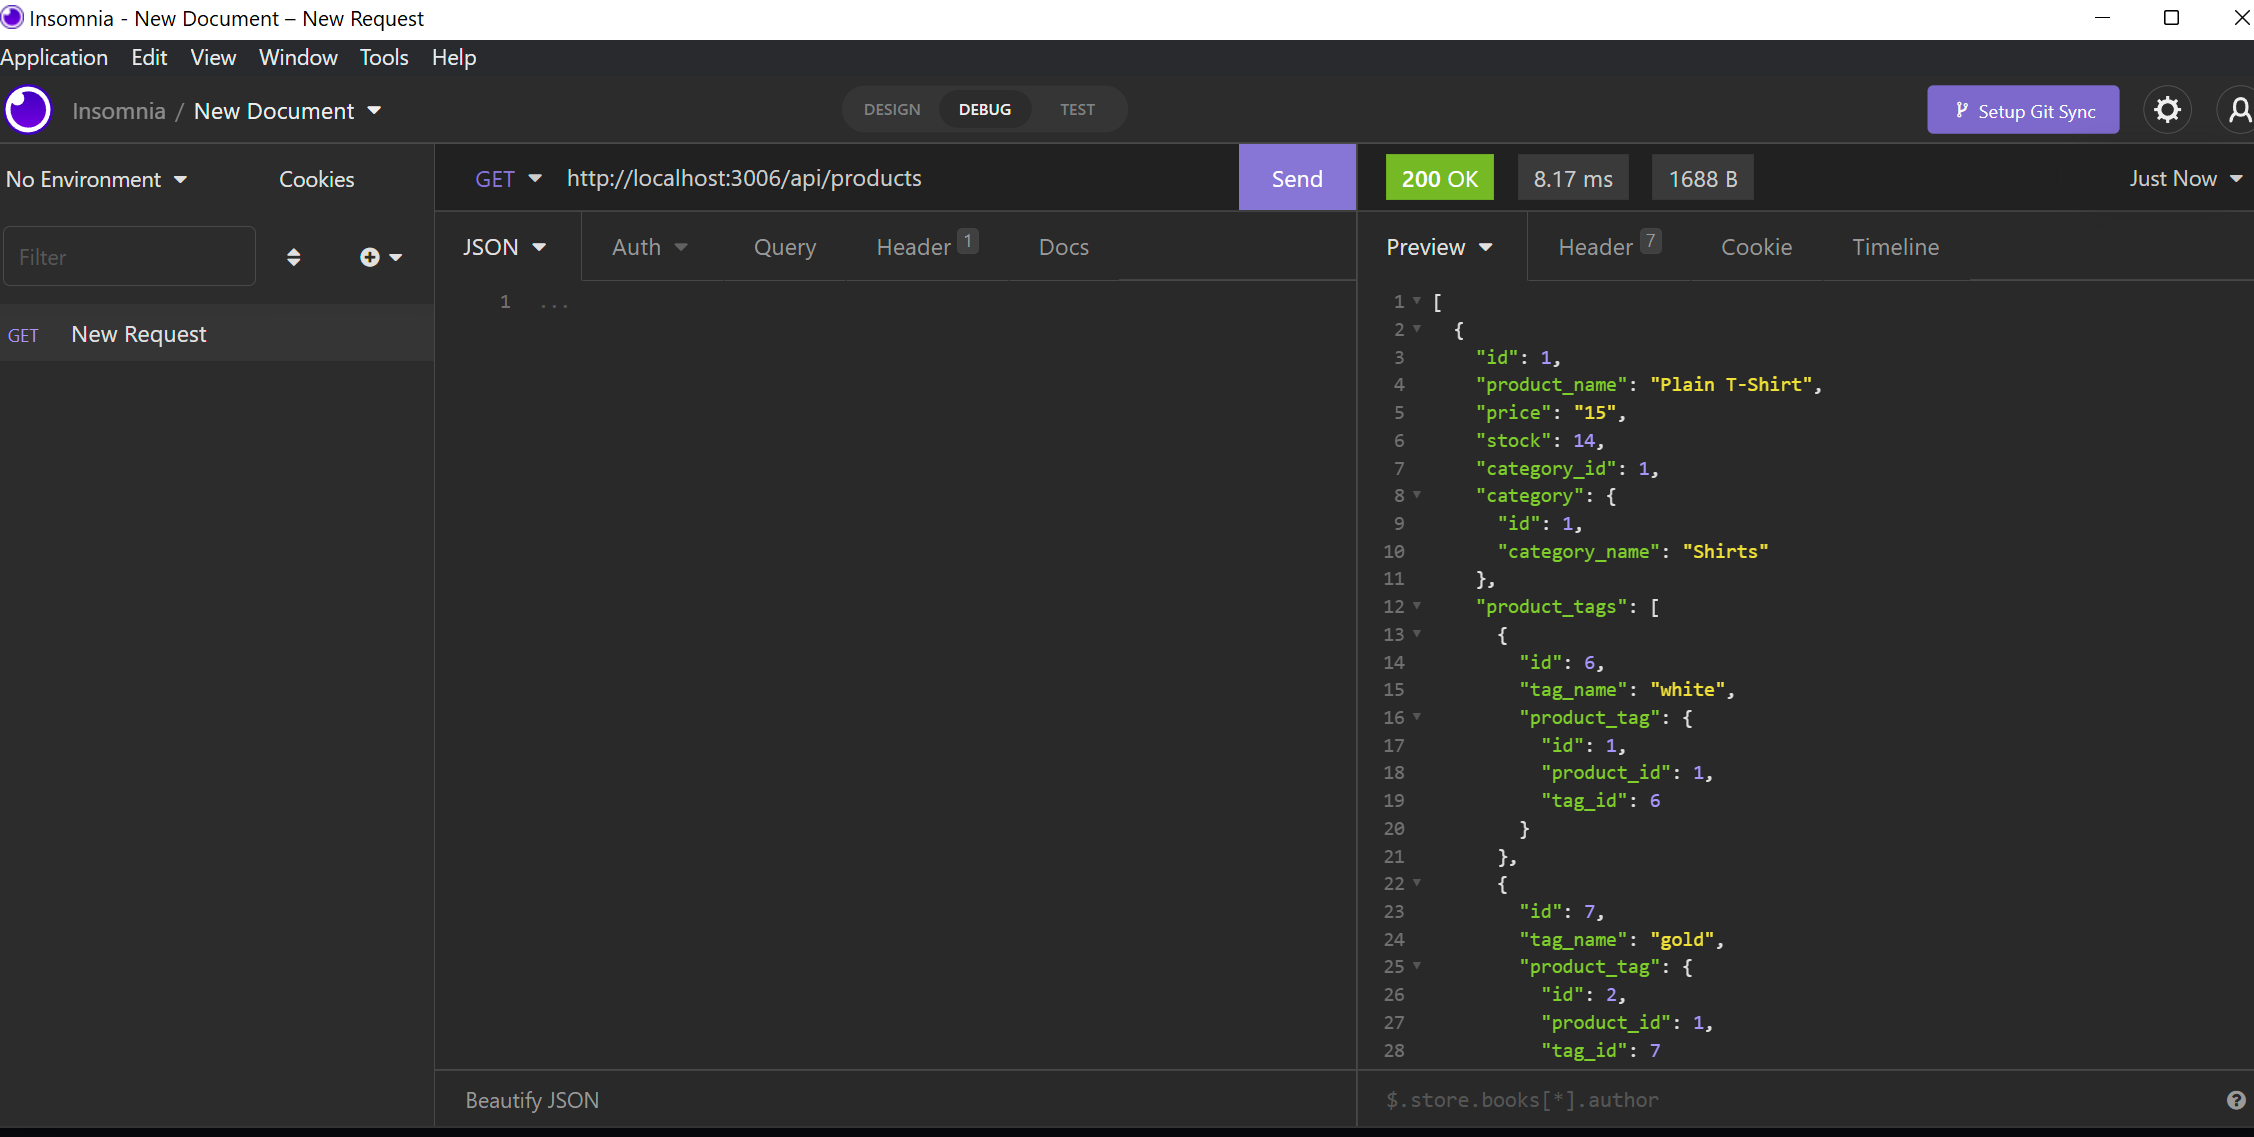 Insomnia - New Document – New Request
Application Edit View Window Tools Help
Insomnia / New Document
DESIGN DEBUG TEST
Setup Git Sync
No Environment Cookies
Filter
GET New Request
GET http://localhost:3006/api/products Send
JSON Auth Query Header 1 Docs
1 ...
Beautify JSON
200 OK 8.17 ms 1688 B Just Now
Preview Header 7 Cookie Timeline
1 [
2 {
3 "id": 1,
4 "product_name": "Plain T-Shirt",
5 "price": "15",
6 "stock": 14,
7 "category_id": 1,
8 "category": {
9 "id": 1,
10 "category_name": "Shirts"
11 },
12 "product_tags": [
13 {
14 "id": 6,
15 "tag_name": "white",
16 "product_tag": {
17 "id": 1,
18 "product_id": 1,
19 "tag_id": 6
20 }
21 },
22 {
23 "id": 7,
24 "tag_name": "gold",
25 "product_tag": {
26 "id": 2,
27 "product_id": 1,
28 "tag_id": 7
$.store.books[*].author